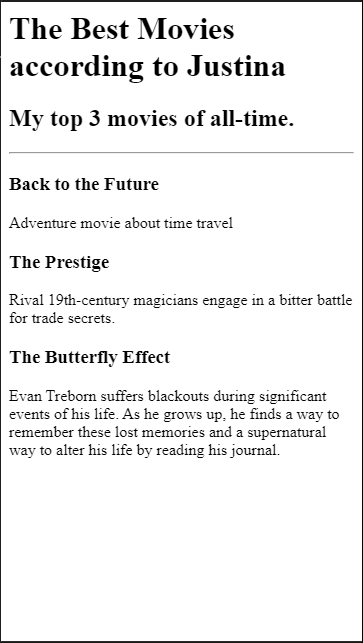 The Best Movies
according to Justina
My top 3 movies of all-time.
Back to the Future
Adventure movie about time travel
The Prestige
Rival 19th-century magicians engage in a bitter battle
for trade secrets.
The Butterfly Effect
Evan Treborn suffers blackouts during significant
events of his life. As he grows up, he finds a way to
remember these lost memories and a supernatural
way to alter his life by reading his journal.